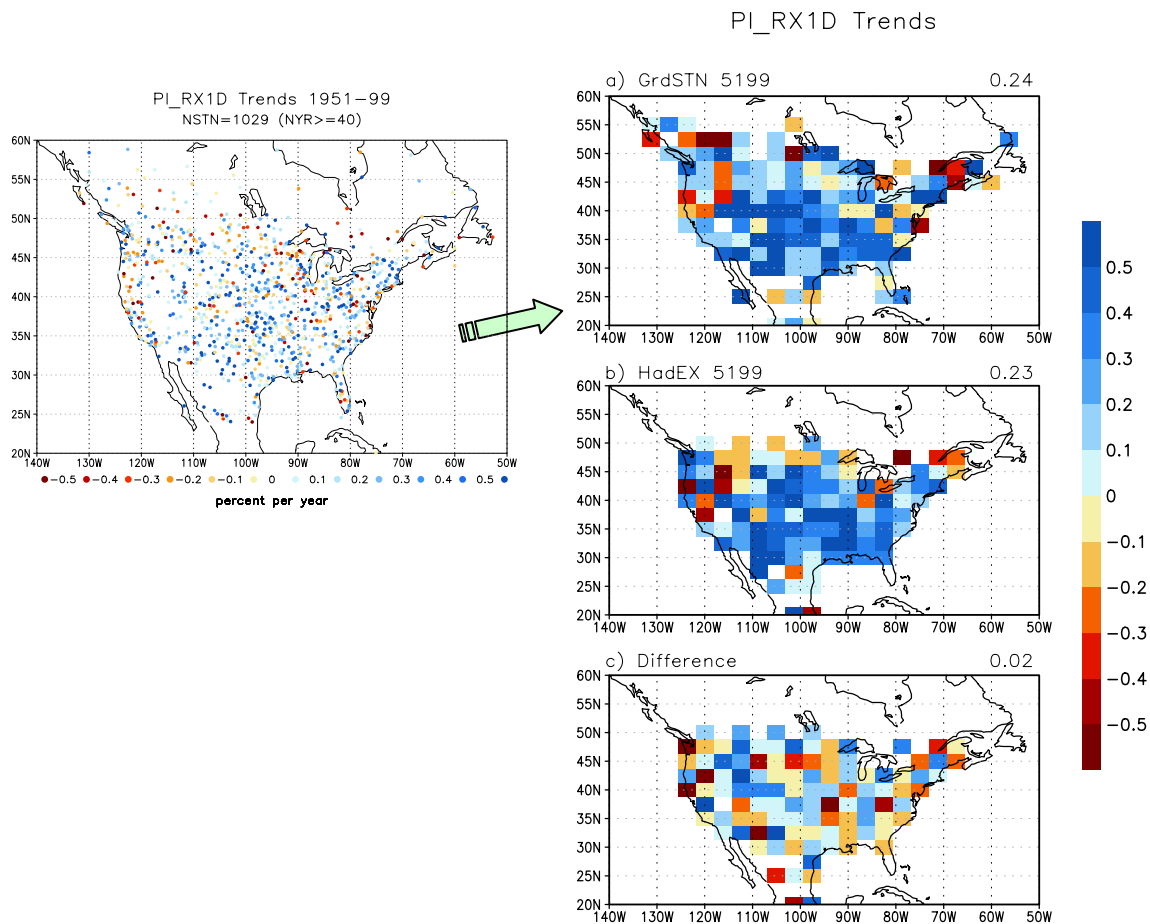 PI_RX1D Trends
PI_RX1D Trends 1951-99
NSTN=1029 (NYR>=40)
60N
55N
50N
45N
40N
35N
30N
25N
20N
140W 130W 120W 110W 100W 90W 80W 70W 60W 50W
-0.5 -0.4 -0.3 -0.2 -0.1 0 0.1 0.2 0.3 0.4 0.5
percent per year
a) GrdSTN 5199 0.24
60N
55N
50N
45N
40N
35N
30N
25N
20N
140W 130W 120W 110W 100W 90W 80W 70W 60W 50W
b) HadEX 5199 0.23
60N
55N
50N
45N
40N
35N
30N
25N
20N
140W 130W 120W 110W 100W 90W 80W 70W 60W 50W
c) Difference 0.02
60N
55N
50N
45N
40N
35N
30N
25N
20N
140W 130W 120W 110W 100W 90W 80W 70W 60W 50W
0.5
0.4
0.3
0.2
0.1
0
-0.1
-0.2
-0.3
-0.4
-0.5